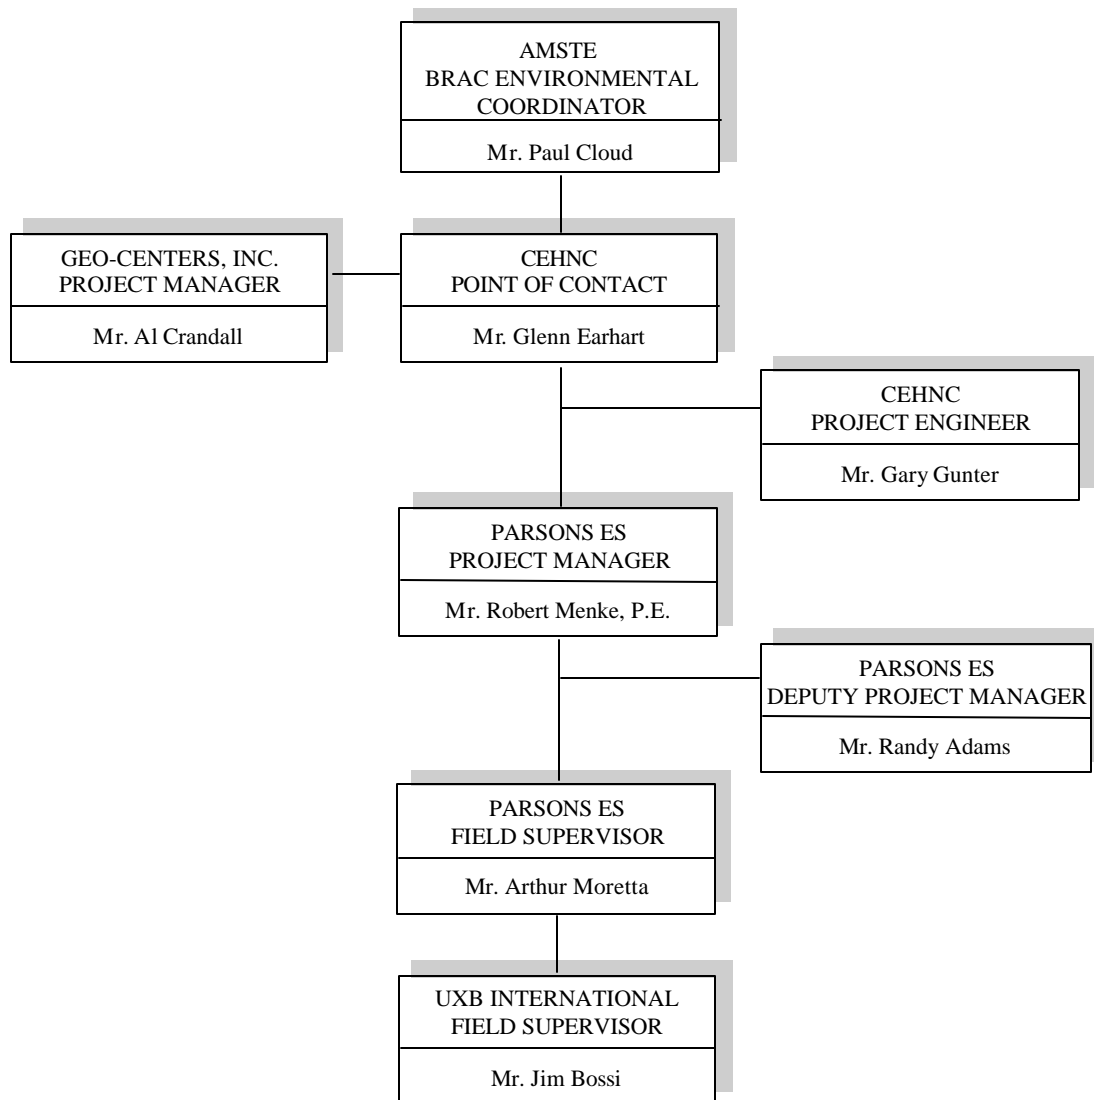 AMSTE
BRAC ENVIRONMENTAL
COORDINATOR
Mr. Paul Cloud
GEO-CENTERS, INC.
PROJECT MANAGER
Mr. Al Crandall
CEHNC
POINT OF CONTACT
Mr. Glenn Earhart
CEHNC
PROJECT ENGINEER
Mr. Gary Gunter
PARSONS ES
PROJECT MANAGER
Mr. Robert Menke, P.E.
PARSONS ES
DEPUTY PROJECT MANAGER
Mr. Randy Adams
PARSONS ES
FIELD SUPERVISOR
Mr. Arthur Moretta
UXB INTERNATIONAL
FIELD SUPERVISOR
Mr. Jim Bossi